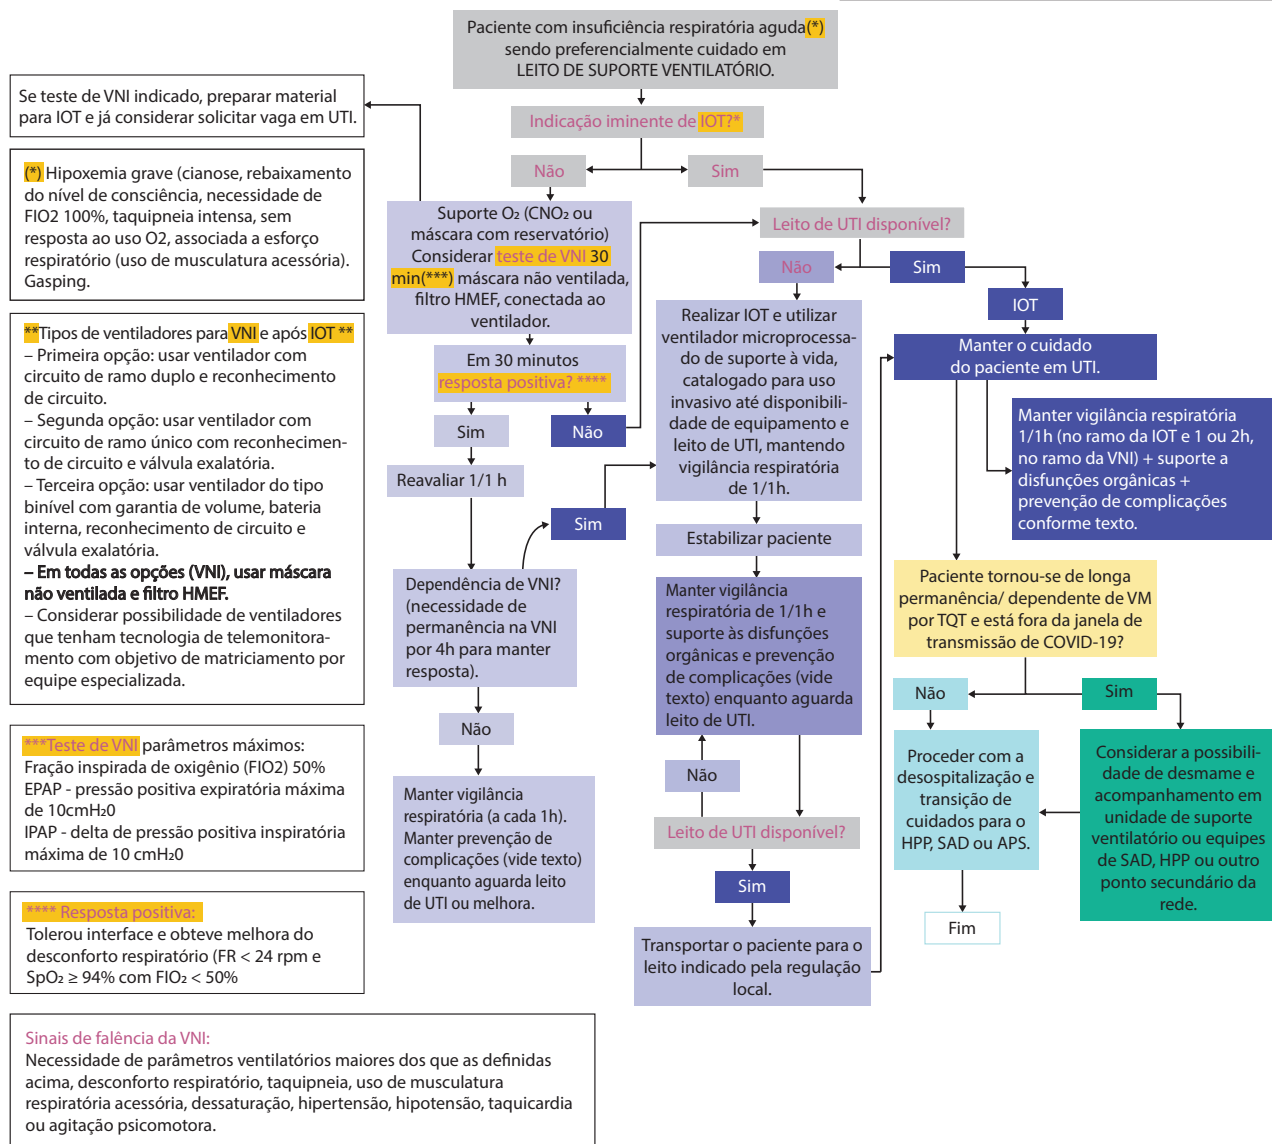 Paciente com insuficiência respiratória aguda(*)
sendo preferencialmente cuidado em
LEITO DE SUPORTE VENTILATÓRIO.
Se teste de VNI indicado, preparar material
para IOT e já considerar solicitar vaga em UTI.
Indicação iminente de IOT?*
Não
Sim
(*) Hipoxemia grave (cianose, rebaixamento
do nível de consciência, necessidade de
FIO2 100%, taquipneia intensa, sem
resposta ao uso O2, associada a esforço
respiratório (uso de musculatura acessória).
Gasping.
Suporte O₂ (CNO₂ ou
máscara com reservatório)
Considerar teste de VNI 30
min(***) máscara não ventilada,
filtro HMEF, conectada ao
ventilador.
Leito de UTI disponível?
Não
Sim
IOT
**Tipos de ventiladores para VNI e após IOT **
– Primeira opção: usar ventilador com
circuito de ramo duplo e reconhecimento
de circuito.
– Segunda opção: usar ventilador com
circuito de ramo único com reconhecimen-
to de circuito e válvula exalatória.
– Terceira opção: usar ventilador do tipo
binível com garantia de volume, bateria
interna, reconhecimento de circuito e
válvula exalatória.
– Em todas as opções (VNI), usar máscara
não ventilada e filtro HMEF.
– Considerar possibilidade de ventiladores
que tenham tecnologia de telemonitora-
mento com objetivo de matriciamento por
equipe especializada.
Em 30 minutos
resposta positiva? ****
Sim
Não
Reavaliar 1/1 h
Sim
Realizar IOT e utilizar
ventilador microprocessa-
do de suporte à vida,
catalogado para uso
invasivo até disponibili-
dade de equipamento e
leito de UTI, mantendo
vigilância respiratória
de 1/1h.
Manter o cuidado
do paciente em UTI.
Manter vigilância respiratória
1/1h (no ramo da IOT e 1 ou 2h,
no ramo da VNI) + suporte a
disfunções orgânicas +
prevenção de complicações
conforme texto.
Estabilizar paciente
Dependência de VNI?
(necessidade de
permanência na VNI
por 4h para manter
resposta).
Não
Manter vigilância
respiratória de 1/1h e
suporte às disfunções
orgânicas e prevenção
de complicações (vide
texto) enquanto aguarda
leito de UTI.
Paciente tornou-se de longa
permanência/ dependente de VM
por TQT e está fora da janela de
transmissão de COVID-19?
Não
Sim
***Teste de VNI parâmetros máximos:
Fração inspirada de oxigênio (FIO2) 50%
EPAP - pressão positiva expiratória máxima
de 10cmH₂0
IPAP - delta de pressão positiva inspiratória
máxima de 10 cmH₂0
Manter vigilância
respiratória (a cada 1h).
Manter prevenção de
complicações (vide texto)
enquanto aguarda leito
de UTI ou melhora.
Não
Leito de UTI disponível?
Sim
Proceder com a
desospitalização e
transição de
cuidados para o
HPP, SAD ou APS.
Considerar a possibili-
dade de desmame e
acompanhamento em
unidade de suporte
ventilatório ou equipes
de SAD, HPP ou outro
ponto secundário da
rede.
Fim
**** Resposta positiva:
Tolerou interface e obteve melhora do
desconforto respiratório (FR < 24 rpm e
SpO₂ ≥ 94% com FIO₂ < 50%
Transportar o paciente para o
leito indicado pela regulação
local.
Sinais de falência da VNI:
Necessidade de parâmetros ventilatórios maiores dos que as definidas
acima, desconforto respiratório, taquipneia, uso de musculatura
respiratória acessória, dessaturação, hipertensão, hipotensão, taquicardia
ou agitação psicomotora.